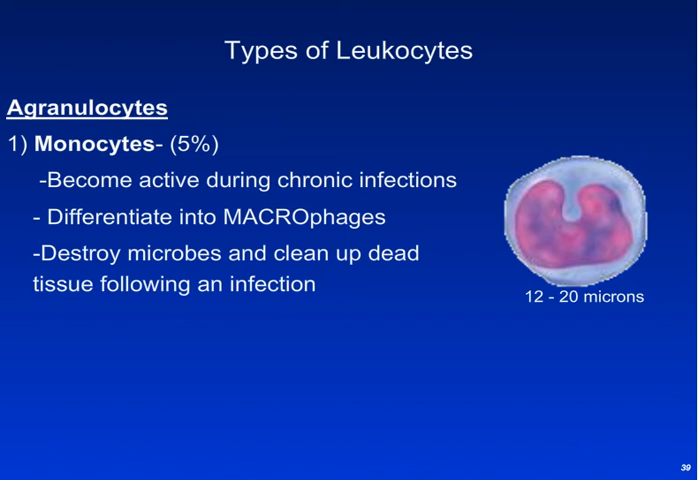 Types of Leukocytes
Agranulocytes
1) Monocytes- (5%)
-Become active during chronic infections
- Differentiate into MACROphages
-Destroy microbes and clean up dead
tissue following an infection
12 - 20 microns
39